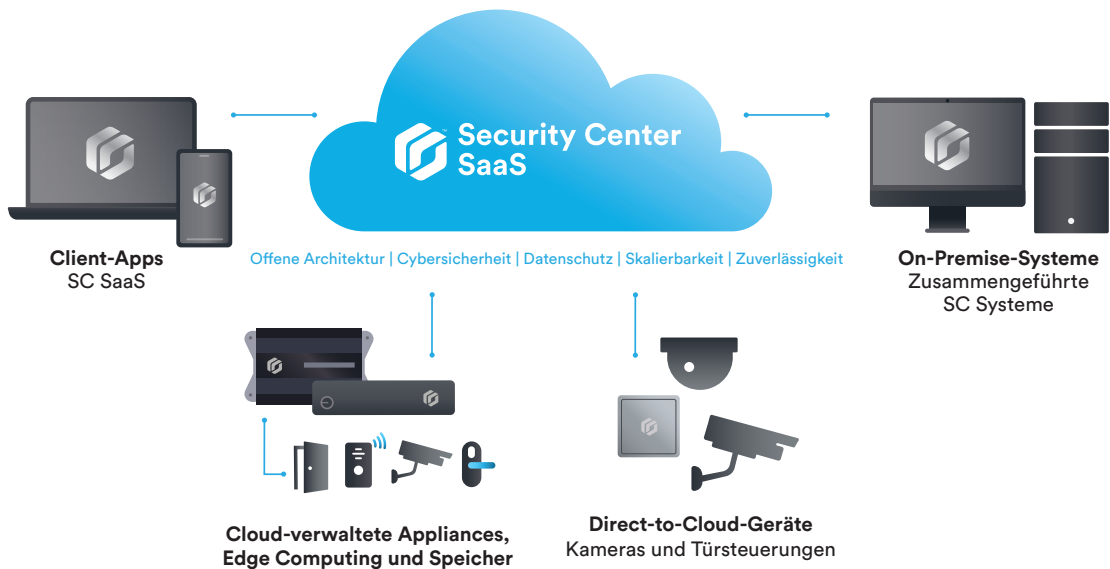 Security Center
SaaS
Client-Apps
SC SaaS
Offene Architektur | Cybersicherheit | Datenschutz | Skalierbarkeit | Zuverlässigkeit
On-Premise-Systeme
Zusammengeführte
SC Systeme
Cloud-verwaltete Appliances,
Edge Computing und Speicher
Direct-to-Cloud-Geräte
Kameras und Türsteuerungen